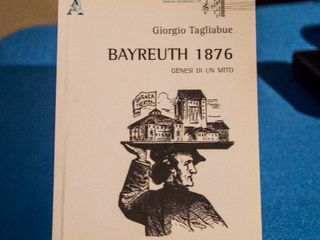 Giorgio Tagliabue
BAYREUTH 1876
GENESI DI UN MITO